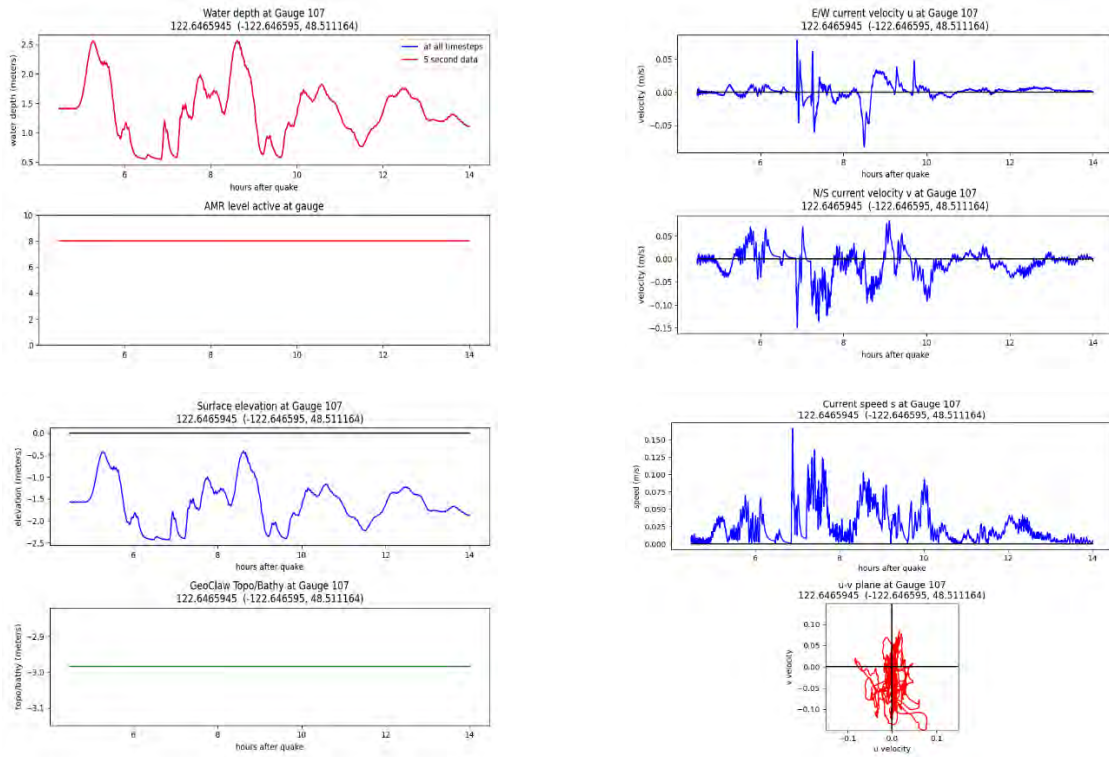 Water depth at Gauge 107
122.6465945 (-122.646595, 48.511164)
at all timesteps
5 second data
water depth (meters)
2.5
2.0
1.5
1.0
0.5
6 8 10 12 14
hours after quake
AMR level active at gauge
10
8
6
4
2
0
6 8 10 12 14
hours after quake
Surface elevation at Gauge 107
122.6465945 (-122.646595, 48.511164)
elevation (meters)
0.0
−0.5
−1.0
−1.5
−2.0
−2.5
6 8 10 12 14
hours after quake
GeoClaw Topo/Bathy at Gauge 107
122.6465945 (-122.646595, 48.511164)
topo/bathy (meters)
−2.9
−3.0
−3.1
6 8 10 12 14
hours after quake
E/W current velocity u at Gauge 107
122.6465945 (-122.646595, 48.511164)
velocity (m/s)
0.05
0.00
−0.05
6 8 10 12 14
hours after quake
N/S current velocity v at Gauge 107
122.6465945 (-122.646595, 48.511164)
velocity (m/s)
0.05
0.00
−0.05
−0.10
−0.15
6 8 10 12 14
hours after quake
Current speed s at Gauge 107
122.6465945 (-122.646595, 48.511164)
speed (m/s)
0.150
0.125
0.100
0.075
0.050
0.025
0.000
6 8 10 12 14
hours after quake
u-v plane at Gauge 107
122.6465945 (-122.646595, 48.511164)
v velocity
0.10
0.05
0.00
−0.05
−0.10
−0.1 0.0 0.1
u velocity